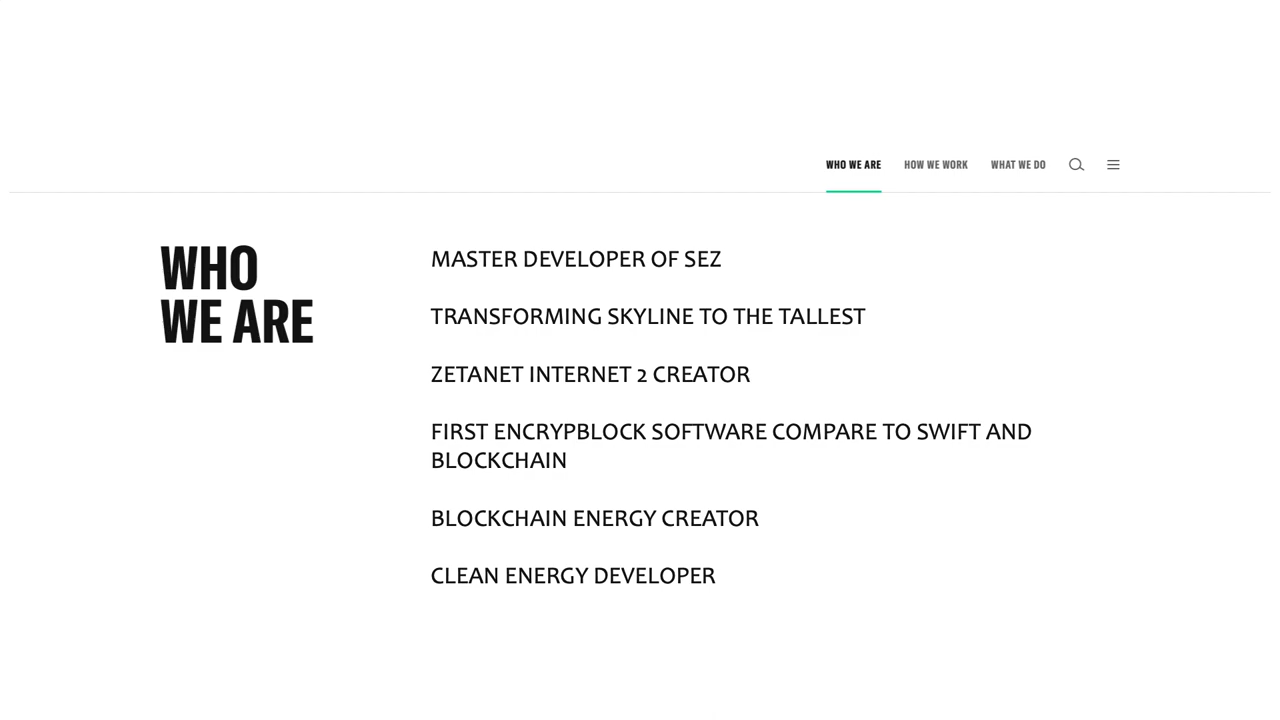 WHO WE ARE
HOW WE WORK
WHAT WE DO
WHO
WE ARE
MASTER DEVELOPER OF SEZ
TRANSFORMING SKYLINE TO THE TALLEST
ZETANET INTERNET 2 CREATOR
FIRST ENCRYPBLOCK SOFTWARE COMPARE TO SWIFT AND
BLOCKCHAIN
BLOCKCHAIN ENERGY CREATOR
CLEAN ENERGY DEVELOPER